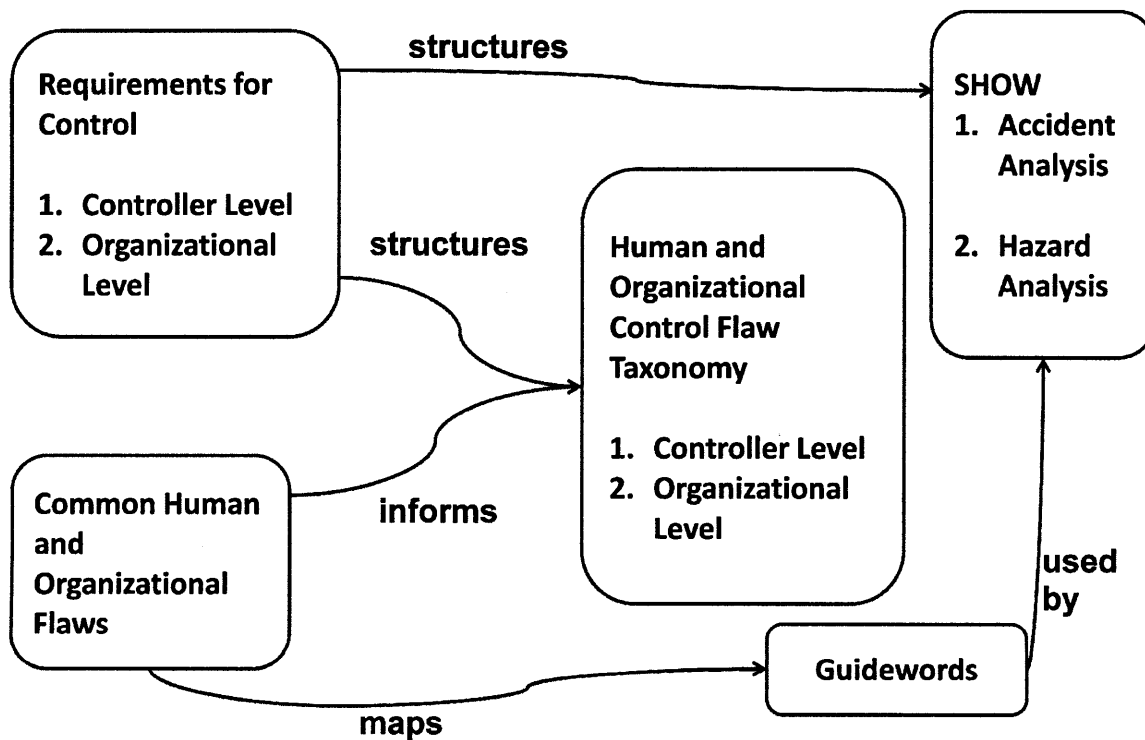 structures
Requirements for
Control
1. Controller Level
2. Organizational
Level
SHOW
1. Accident
Analysis
2. Hazard
Analysis
structures
Human and
Organizational
Control Flaw
Taxonomy
1. Controller Level
2. Organizational
Level
informs
Common Human
and
Organizational
Flaws
used
by
Guidewords
maps